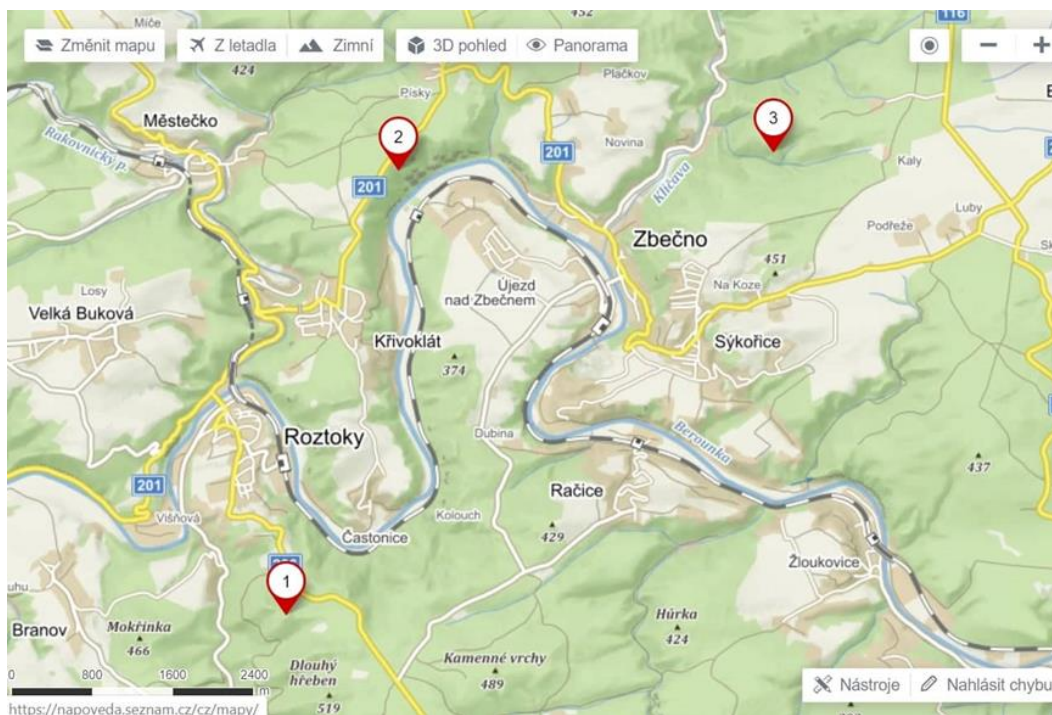 Změnit mapu
Z letadla
Zimní
3D pohled
Panorama
Míče
452
116
424
Plačkov
Písky
Městečko
2
3
Rakovnický p.
201
201
Novina
Kaly
Klíčava
Luby
Podřeže
Zbečno
451
Losy
Újezd
nad Zbečnem
Na Koze
Velká Buková
Křivoklát
Sýkořice
374
Roztoky
Dubina
Berounka
437
201
Račice
Višňová
Kolouch
429
Častonice
Žloukovice
1
Branov
Mokřinka
466
Hůrka
424
Dlouhý
hřeben
519
Kamenné vrchy
489
0 800 1600 2400
m
Nástroje
Nahlásit chybu
https://napoveda.seznam.cz/cz/mapy/